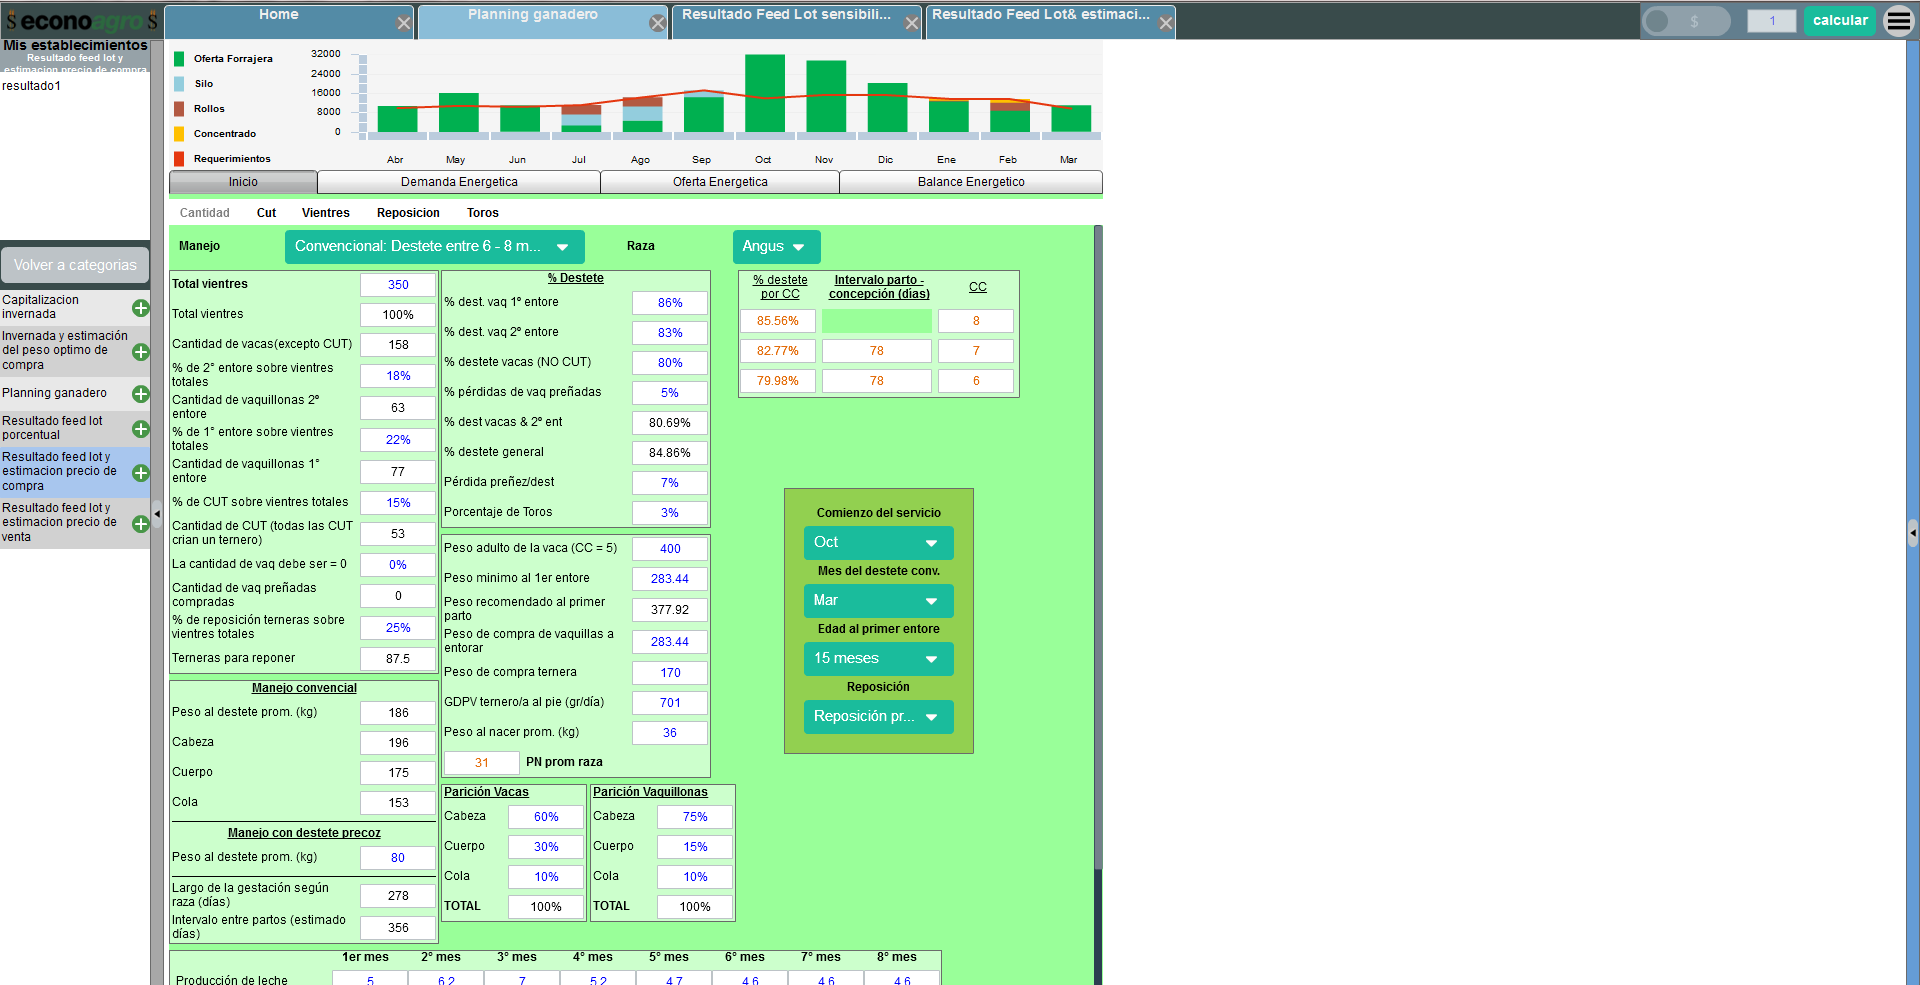 econoagro
Home
Planning ganadero
Resultado Feed Lot sensibili...
Resultado Feed Lot& estimaci...
$
1
calcular
Mis establecimientos
Resultado feed lot y
estimacion precio de compra
resultado1
Volver a categorias
Capitalizacion
invernada
Invernada y estimación
del peso optimo de
compra
Planning ganadero
Resultado feed lot
porcentual
Resultado feed lot y
estimacion precio de
compra
Resultado feed lot y
estimacion precio de
venta
Oferta Forrajera
Silo
Rollos
Concentrado
Requerimientos
32000
24000
16000
8000
0
Abr May Jun Jul Ago Sep Oct Nov Dic Ene Feb Mar
Inicio
Demanda Energetica
Oferta Energetica
Balance Energetico
Cantidad Cut Vientres Reposicion Toros
Manejo
Convencional: Destete entre 6 - 8 m...
Raza
Angus
Total vientres 350
Total vientres 100%
Cantidad de vacas(excepto CUT) 158
% de 2° entore sobre vientres
totales 18%
Cantidad de vaquillonas 2º
entore 63
% de 1° entore sobre vientres
totales 22%
Cantidad de vaquillonas 1°
entore 77
% de CUT sobre vientres totales 15%
Cantidad de CUT (todas las CUT
crian un ternero) 53
La cantidad de vaq debe ser = 0 0%
Cantidad de vaq preñadas
compradas 0
% de reposición terneras sobre
vientres totales 25%
Terneras para reponer 87.5
Manejo convencial
Peso al destete prom. (kg) 186
Cabeza 196
Cuerpo 175
Cola 153
Manejo con destete precoz
Peso al destete prom. (kg) 80
Largo de la gestación según
raza (días) 278
Intervalo entre partos (estimado
días) 356
% Destete
% dest. vaq 1º entore 86%
% dest. vaq 2º entore 83%
% destete vacas (NO CUT) 80%
% pérdidas de vaq preñadas 5%
% dest vacas & 2º ent 80.69%
% destete general 84.86%
Pérdida preñez/dest 7%
Porcentaje de Toros 3%
Peso adulto de la vaca (CC = 5) 400
Peso minimo al 1er entore 283.44
Peso recomendado al primer
parto 377.92
Peso de compra de vaquillas a
entorar 283.44
Peso de compra ternera 170
GDPV ternero/a al pie (gr/día) 701
Peso al nacer prom. (kg) 36
31 PN prom raza
Parición Vacas
Cabeza 60%
Cuerpo 30%
Cola 10%
TOTAL 100%
Parición Vaquillonas
Cabeza 75%
Cuerpo 15%
Cola 10%
TOTAL 100%
% destete
por CC
Intervalo parto -
concepción (días)
CC
85.56% 8
82.77% 78 7
79.98% 78 6
Comienzo del servicio
Oct
Mes del destete conv.
Mar
Edad al primer entore
15 meses
Reposición
Reposición pr...
1er mes 2° mes 3° mes 4° mes 5° mes 6° mes 7° mes 8° mes
Producción de leche 5 6.2 7 5.2 4.7 4.6 4.6 4.6